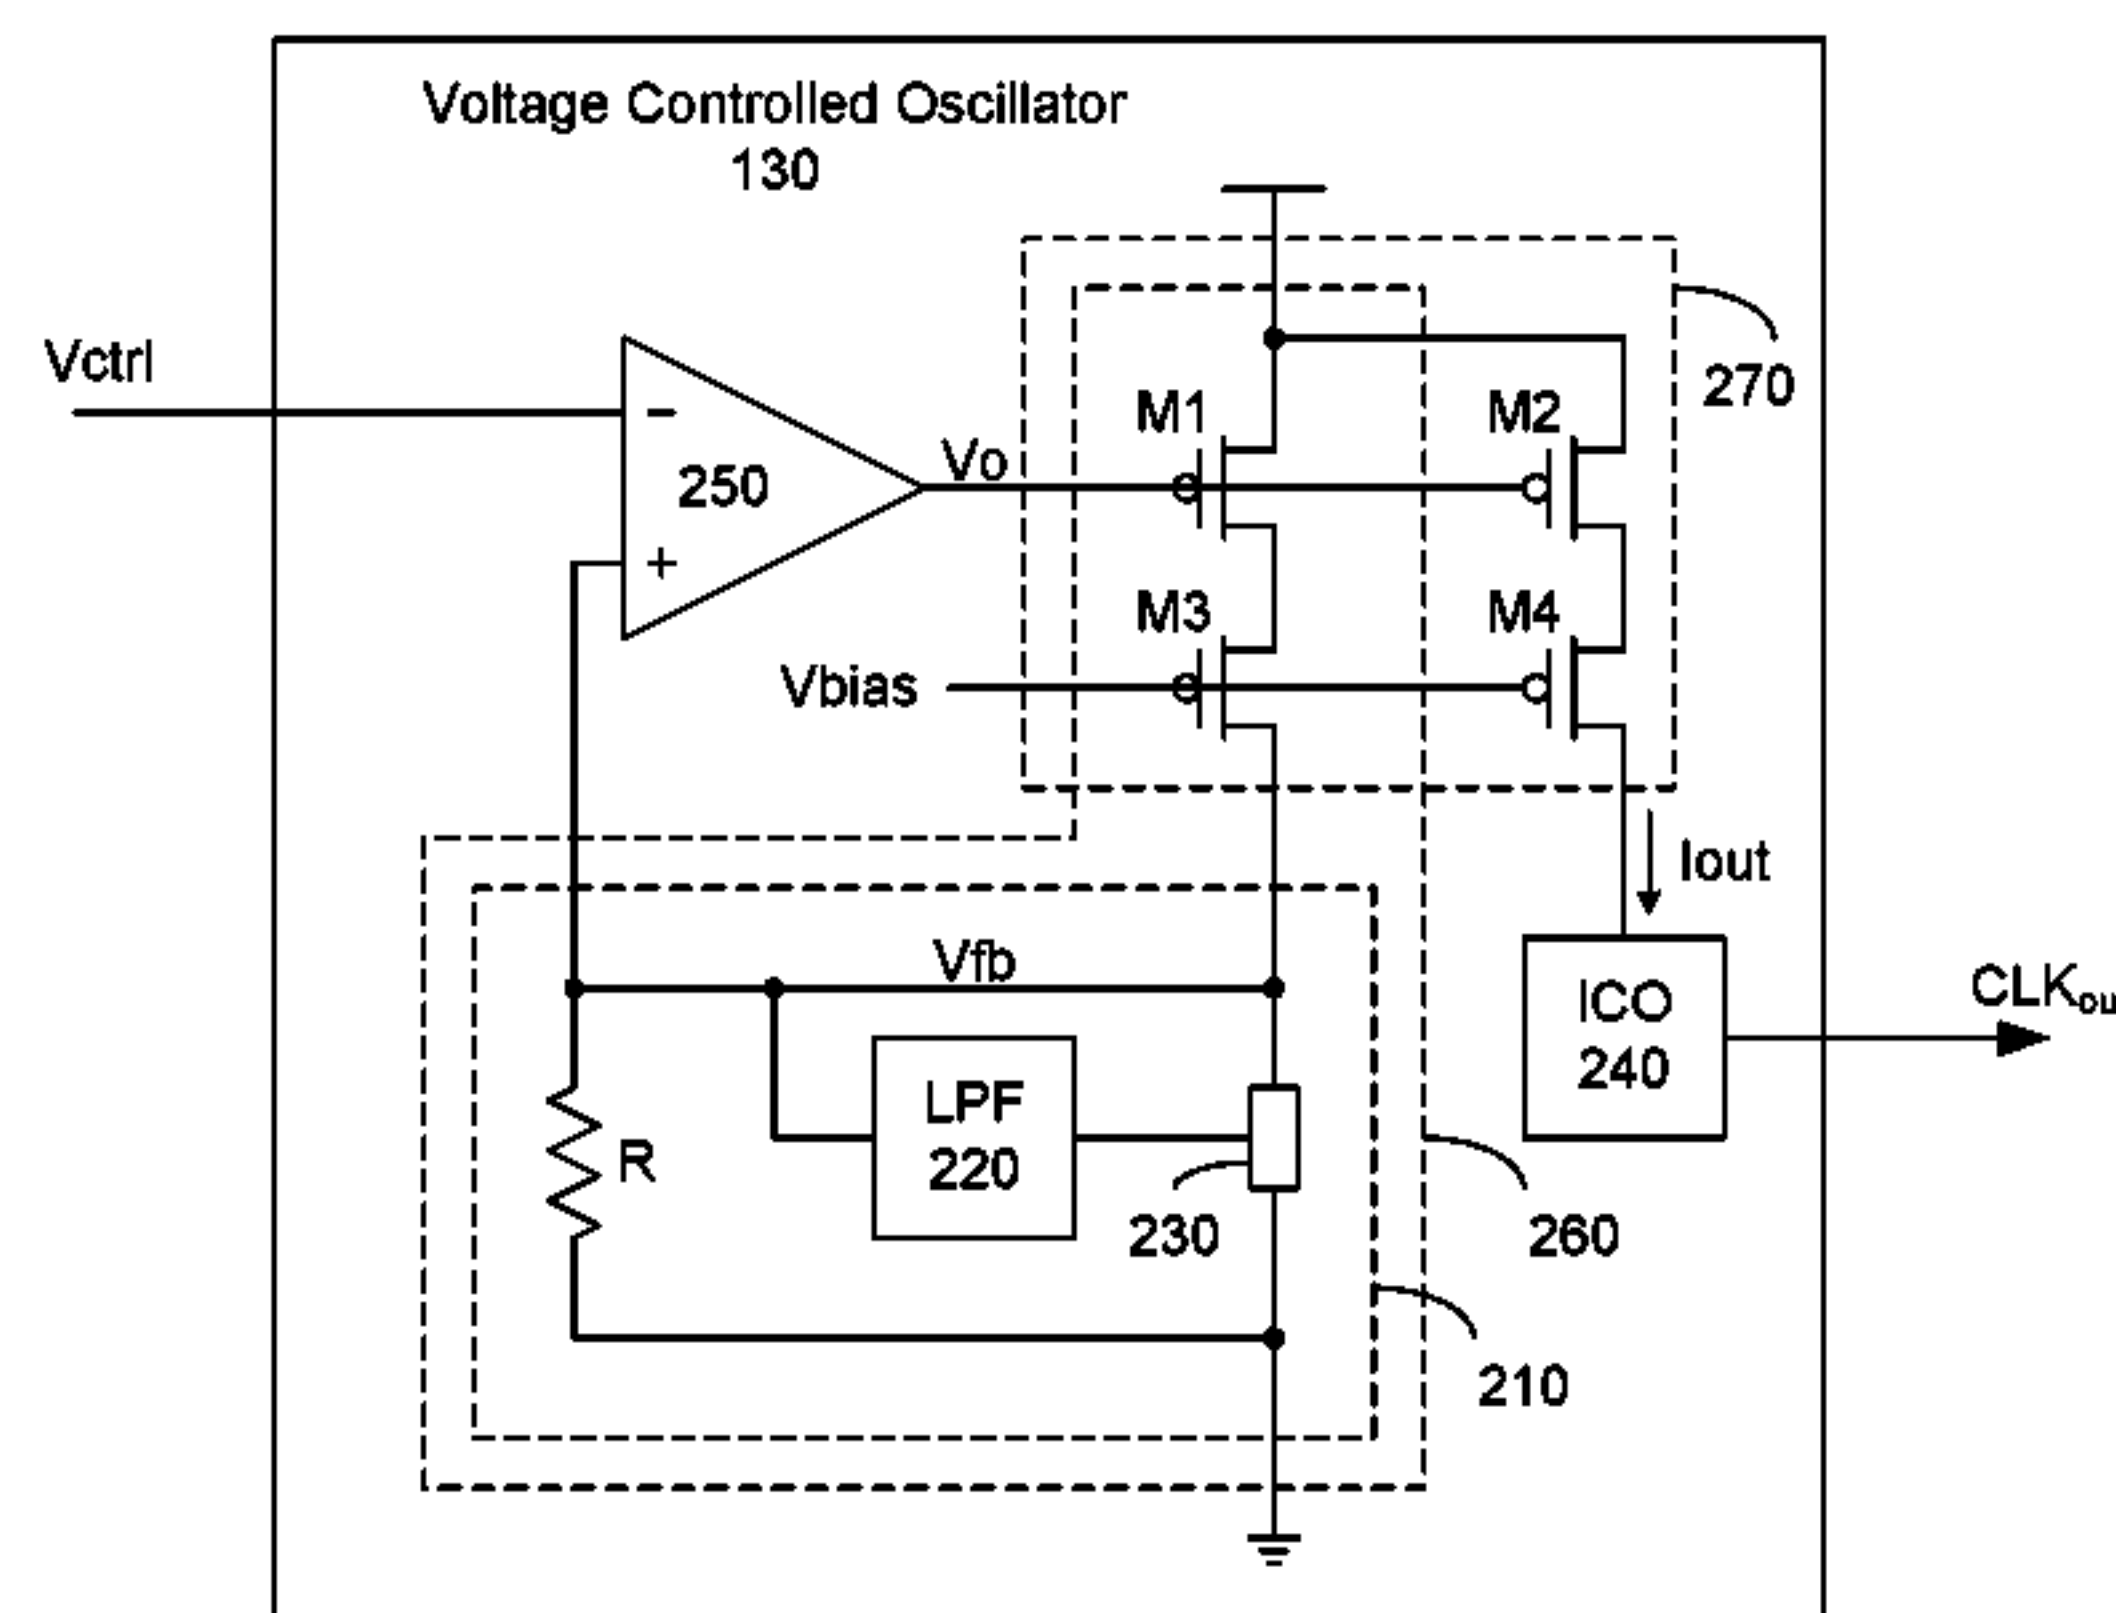 Voltage Controlled Oscillator
130
Vctrl
−
250
+
Vo
M1
M2
270
M3
M4
Vbias
Iout
Vfb
ICO
240
CLKou
LPF
220
R
230
260
210